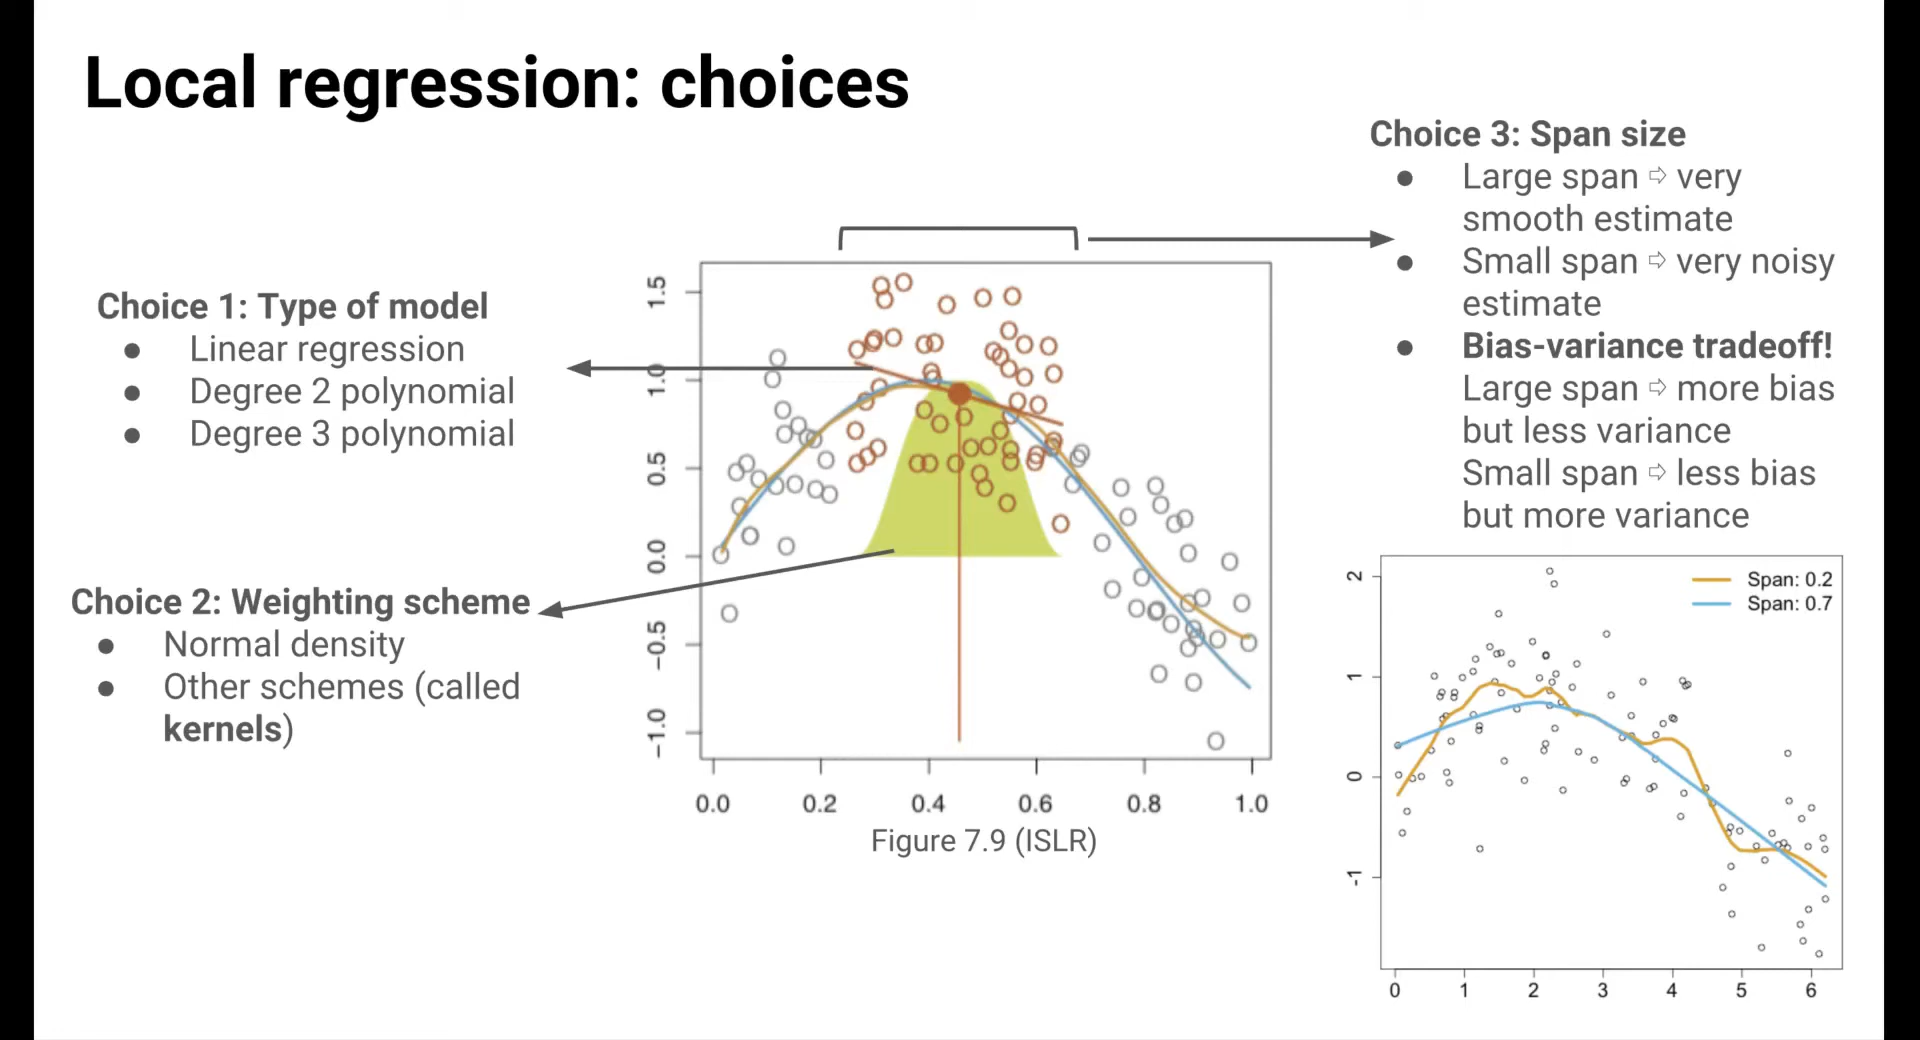 Local regression: choices
Choice 1: Type of model
● Linear regression
● Degree 2 polynomial
● Degree 3 polynomial
Choice 2: Weighting scheme
● Normal density
● Other schemes (called
kernels)
1.5
1.0
0.5
0.0
−0.5
−1.0
0.0 0.2 0.4 0.6 0.8 1.0
Figure 7.9 (ISLR)
Choice 3: Span size
● Large span ⇨ very
smooth estimate
● Small span ⇨ very noisy
estimate
● Bias-variance tradeoff!
Large span ⇨ more bias
but less variance
Small span ⇨ less bias
but more variance
Span: 0.2
Span: 0.7
2
1
0
-1
0 1 2 3 4 5 6